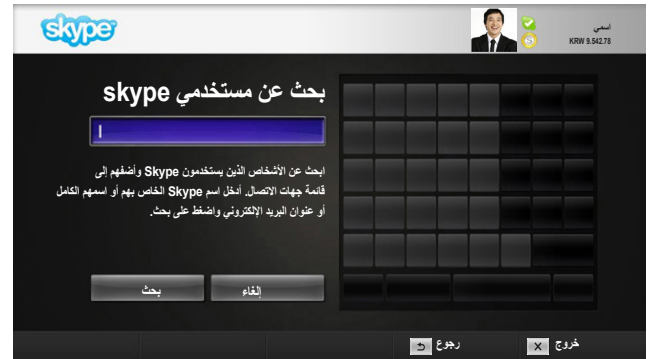 skype
اسمي
KRW 9.542.78
بحث عن مستخدمي skype
ابحث عن الأشخاص الذين يستخدمون Skype وأضفهم إلى
قائمة جهات الاتصال. أدخل اسم Skype الخاص بهم أو اسمهم الكامل
أو عنوان البريد الإلكتروني واضغط على بحث.
إلغاء
بحث
خروج
رجوع